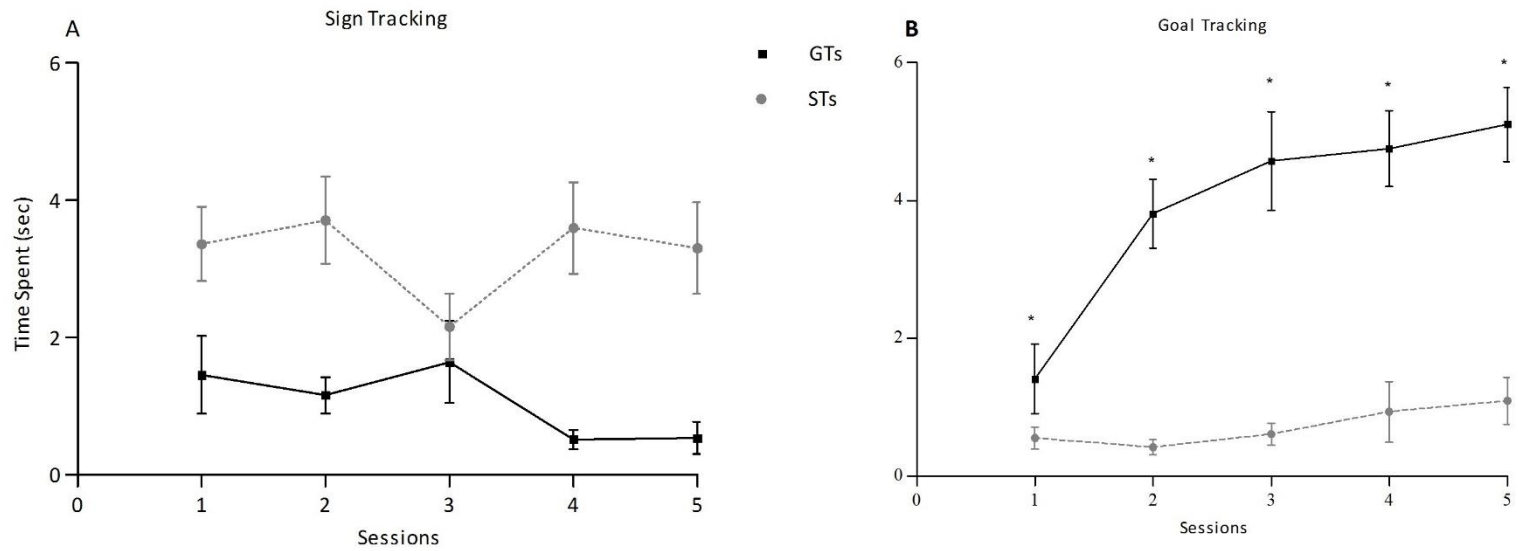 A
Sign Tracking
6
4
2
0
Time Spent (sec)
0 1 2 3 4 5
Sessions
GTs
STs
B
Goal Tracking
6
4
2
0
* * * * *
0 1 2 3 4 5
Sessions